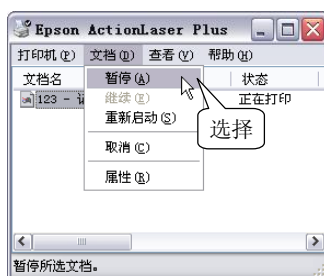 Epson ActionLaser Plus
打印机(P) 文档(D) 查看(V) 帮助(H)
文档名 状态
暂停(A)
123 - 正在打印
继续(E)
重新启动(S)
选择
取消(C)
属性(R)
暂停所选文档。